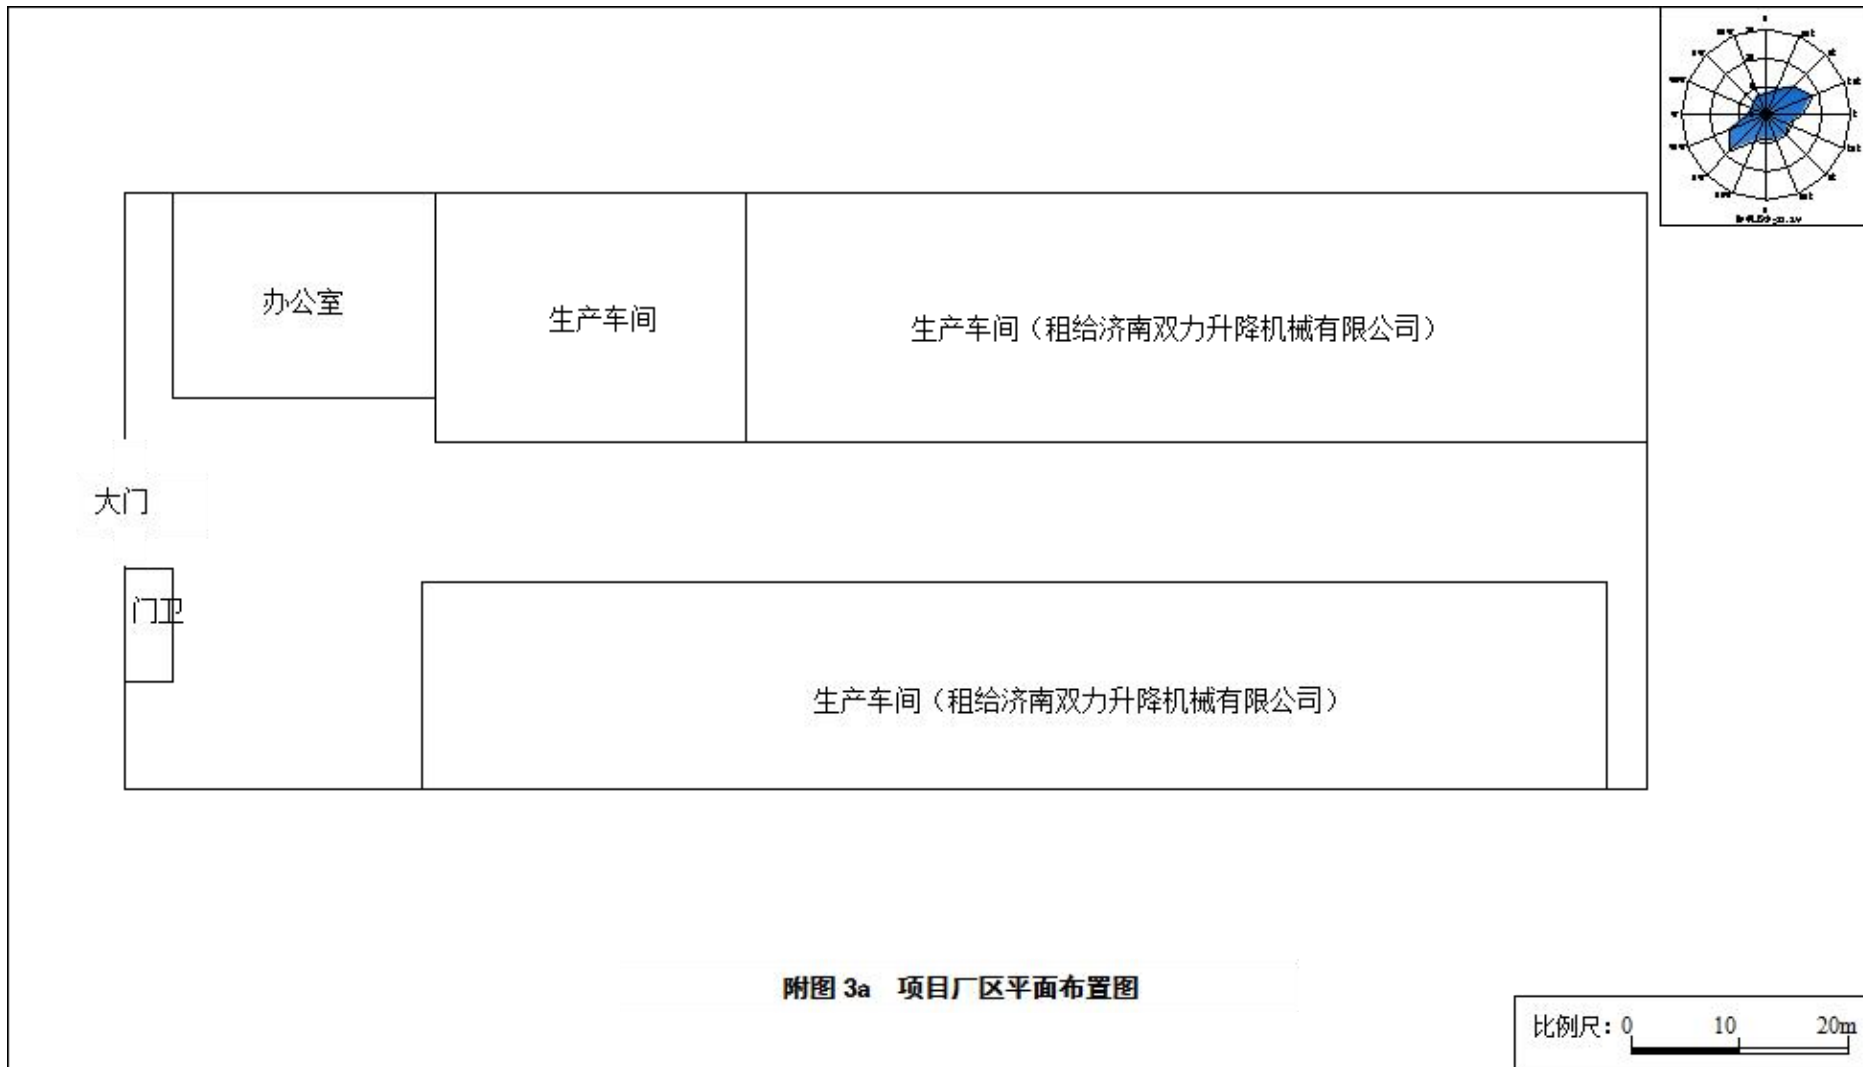 办公室
生产车间
生产车间（租给济南双力升降机械有限公司）
大门
门卫
生产车间（租给济南双力升降机械有限公司）
附图 3a 项目厂区平面布置图
比例尺：0 10 20m